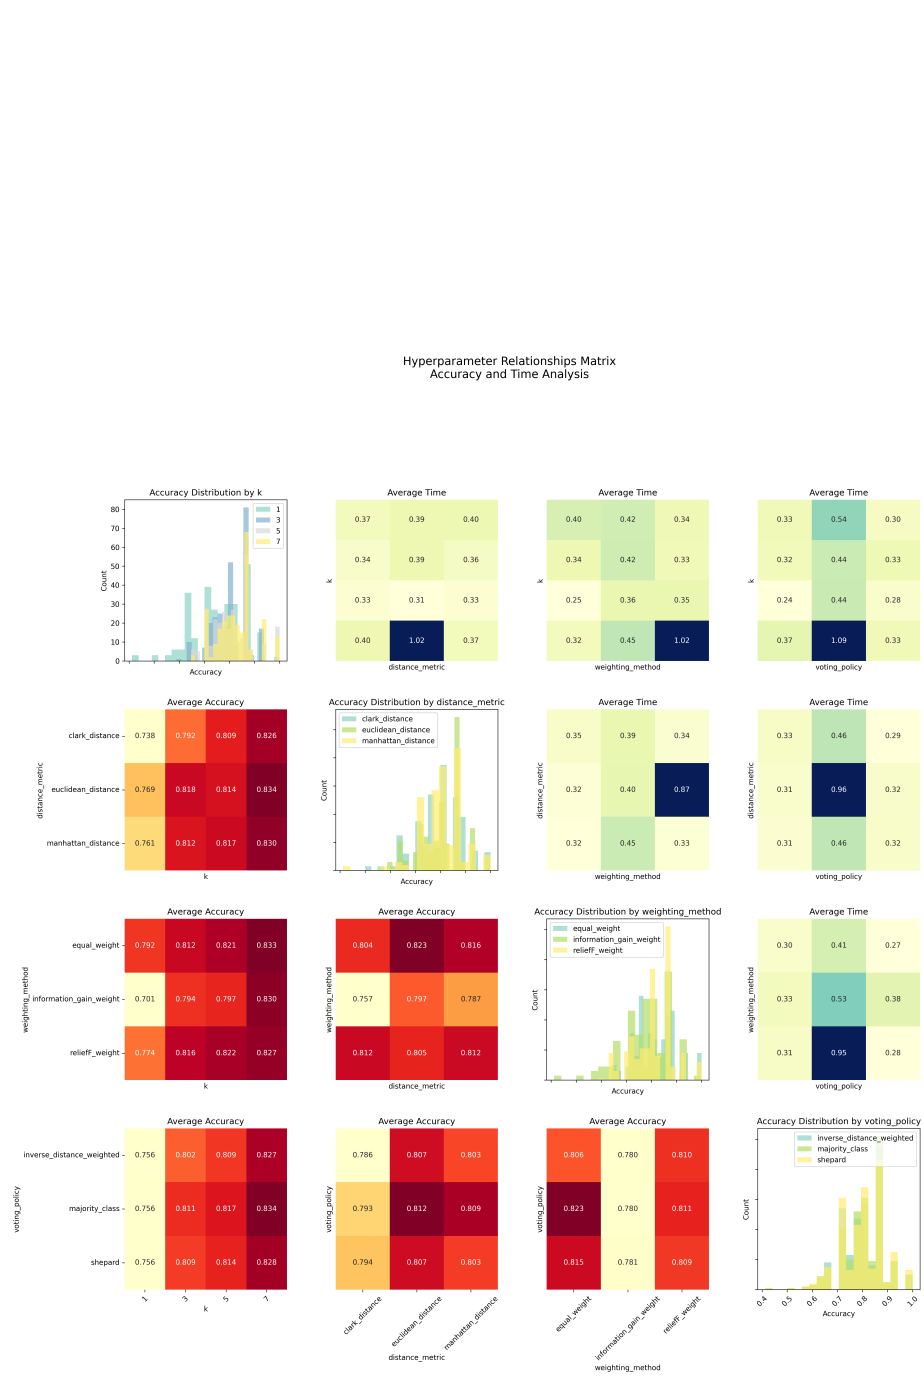 Hyperparameter Relationships Matrix
Accuracy and Time Analysis
Accuracy Distribution by k
Average Time
Average Time
Average Time
80
70
60
50
40
30
20
10
0
Count
Accuracy
1
3
5
7
0.37 0.39 0.40
0.34 0.39 0.36
0.33 0.31 0.33
0.40 1.02 0.37
k
distance_metric
0.40 0.42 0.34
0.34 0.42 0.33
0.25 0.36 0.35
0.32 0.45 1.02
k
weighting_method
0.33 0.54 0.30
0.32 0.44 0.33
0.24 0.44 0.28
0.37 1.09 0.33
k
voting_policy
Average Accuracy
Accuracy Distribution by distance_metric
Average Time
Average Time
distance_metric
clark_distance 0.738 0.792 0.809 0.826
euclidean_distance 0.769 0.818 0.814 0.834
manhattan_distance 0.761 0.812 0.817 0.830
k
clark_distance
euclidean_distance
manhattan_distance
Count
Accuracy
distance_metric
0.35 0.39 0.34
0.32 0.40 0.87
0.32 0.45 0.33
weighting_method
distance_metric
0.33 0.46 0.29
0.31 0.96 0.32
0.31 0.46 0.32
voting_policy
Average Accuracy
Average Accuracy
Accuracy Distribution by weighting_method
Average Time
weighting_method
equal_weight 0.792 0.812 0.821 0.833
information_gain_weight 0.701 0.794 0.797 0.830
reliefF_weight 0.774 0.816 0.822 0.827
k
weighting_method
0.804 0.823 0.816
0.757 0.797 0.787
0.812 0.805 0.812
distance_metric
equal_weight
information_gain_weight
reliefF_weight
Count
Accuracy
weighting_method
0.30 0.41 0.27
0.33 0.53 0.38
0.31 0.95 0.28
voting_policy
Average Accuracy
Average Accuracy
Average Accuracy
Accuracy Distribution by voting_policy
voting_policy
inverse_distance_weighted 0.756 0.802 0.809 0.827
majority_class 0.756 0.811 0.817 0.834
shepard 0.756 0.809 0.814 0.828
1 3 5 7
k
voting_policy
0.786 0.807 0.803
0.793 0.812 0.809
0.794 0.807 0.803
clark_distance euclidean_distance manhattan_distance
distance_metric
voting_policy
0.806 0.780 0.810
0.823 0.780 0.811
0.815 0.781 0.809
equal_weight information_gain_weight reliefF_weight
weighting_method
inverse_distance_weighted
majority_class
shepard
Count
0.4 0.5 0.6 0.7 0.8 0.9 1.0
Accuracy